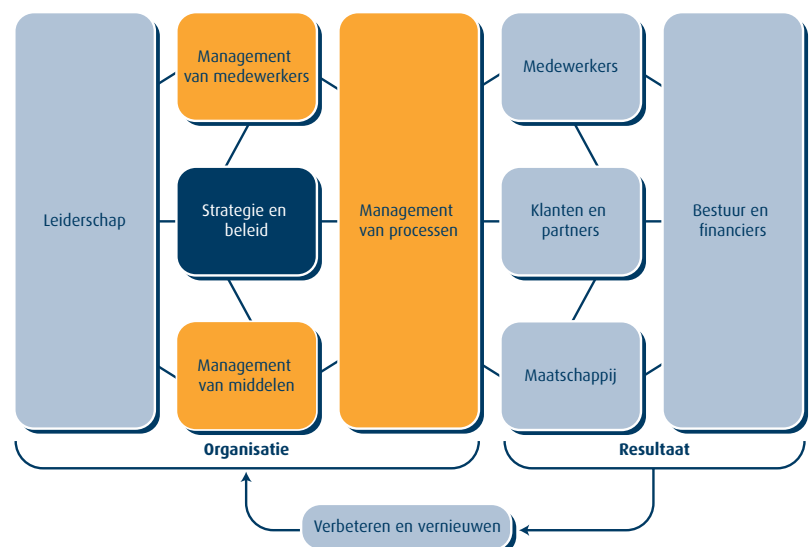 Leiderschap
Management
van medewerkers
Strategie en
beleid
Management
van middelen
Management
van processen
Medewerkers
Klanten en
partners
Maatschappij
Bestuur en
financiers
Organisatie
Resultaat
Verbeteren en vernieuwen